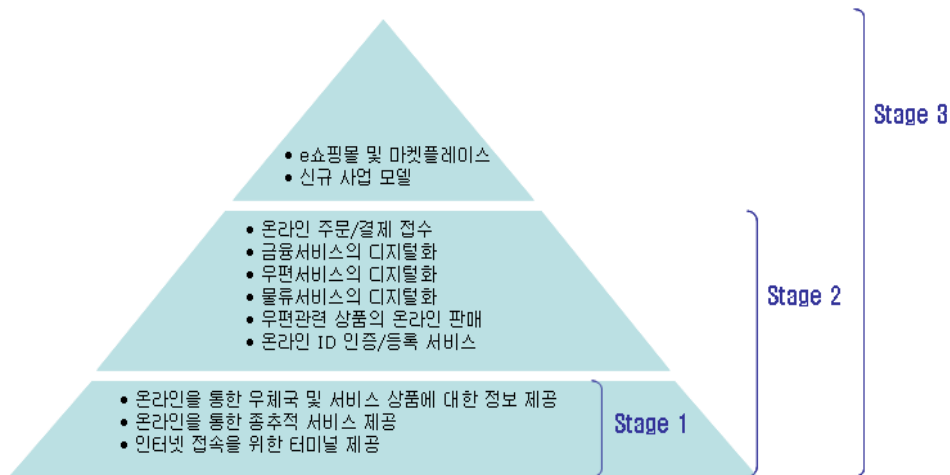 • e쇼핑몰 및 마켓플레이스
• 신규 사업 모델
Stage 3
• 온라인 주문/결제 접수
• 금융서비스의 디지털화
• 우편서비스의 디지털화
• 물류서비스의 디지털화
• 우편관련 상품의 온라인 판매
• 온라인 ID 인증/등록 서비스
Stage 2
• 온라인을 통한 우체국 및 서비스 상품에 대한 정보 제공
• 온라인을 통한 종추적 서비스 제공
• 인터넷 접속을 위한 터미널 제공
Stage 1